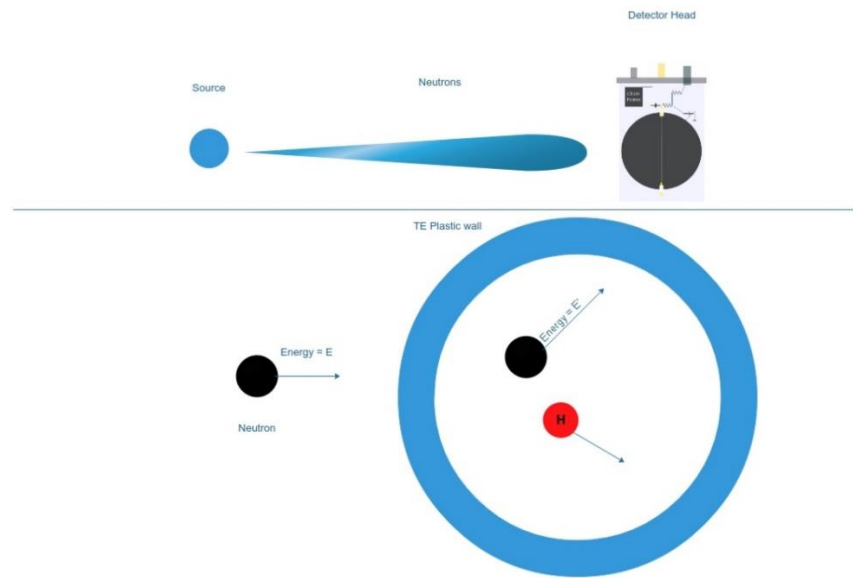 Detector Head
Source
Neutrons
TE Plastic wall
Energy = E'
Energy = E
H
Neutron